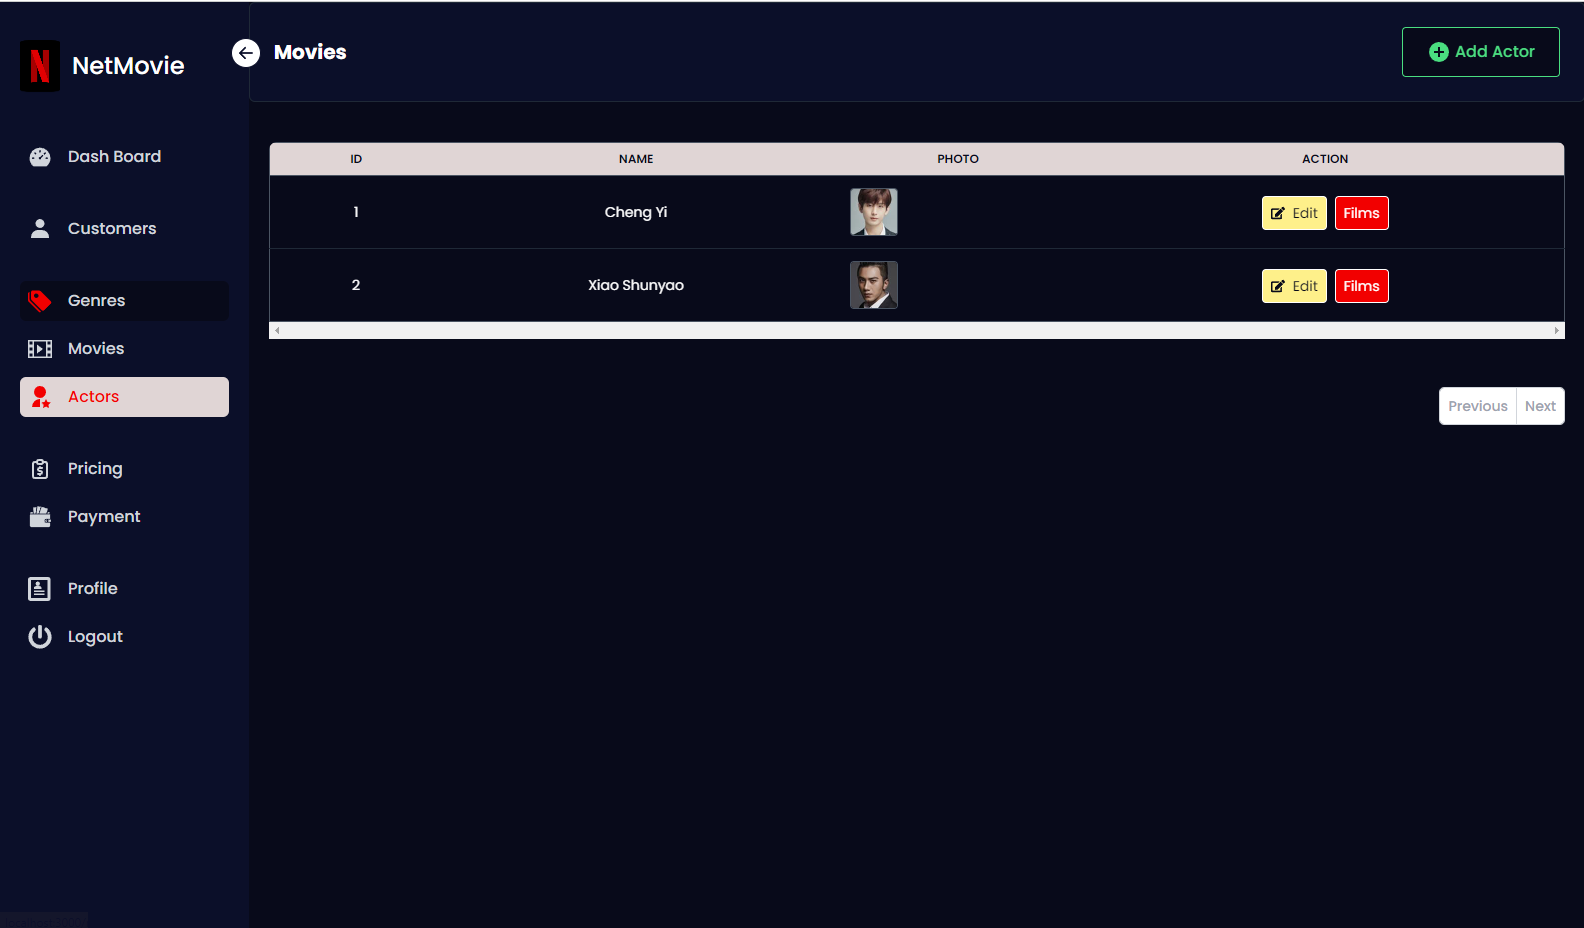 NetMovie
Dash Board
Customers
Genres
Movies
Actors
Pricing
Payment
Profile
Logout
Movies
Add Actor
ID NAME PHOTO ACTION
1 Cheng Yi Edit Films
2 Xiao Shunyao Edit Films
Previous Next